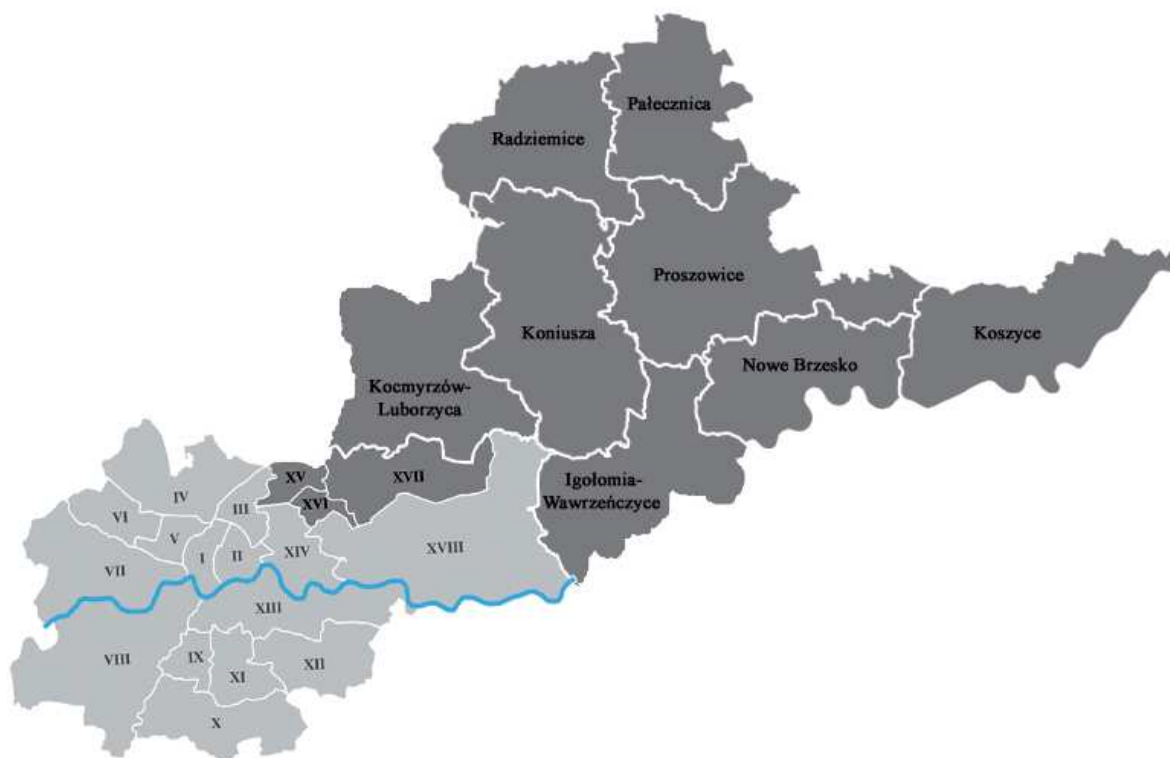 Pałecznica
Radziemice
Proszowice
Koniusza
Koszyce
Nowe Brzesko
Kocmyrzów-
Luborzyca
Igołomia-
Wawrzeńczyce
XV
XVII
XVI
IV
III
VI
V
I
II
XIV
XVIII
VII
XIII
VIII
IX
XI
XII
X